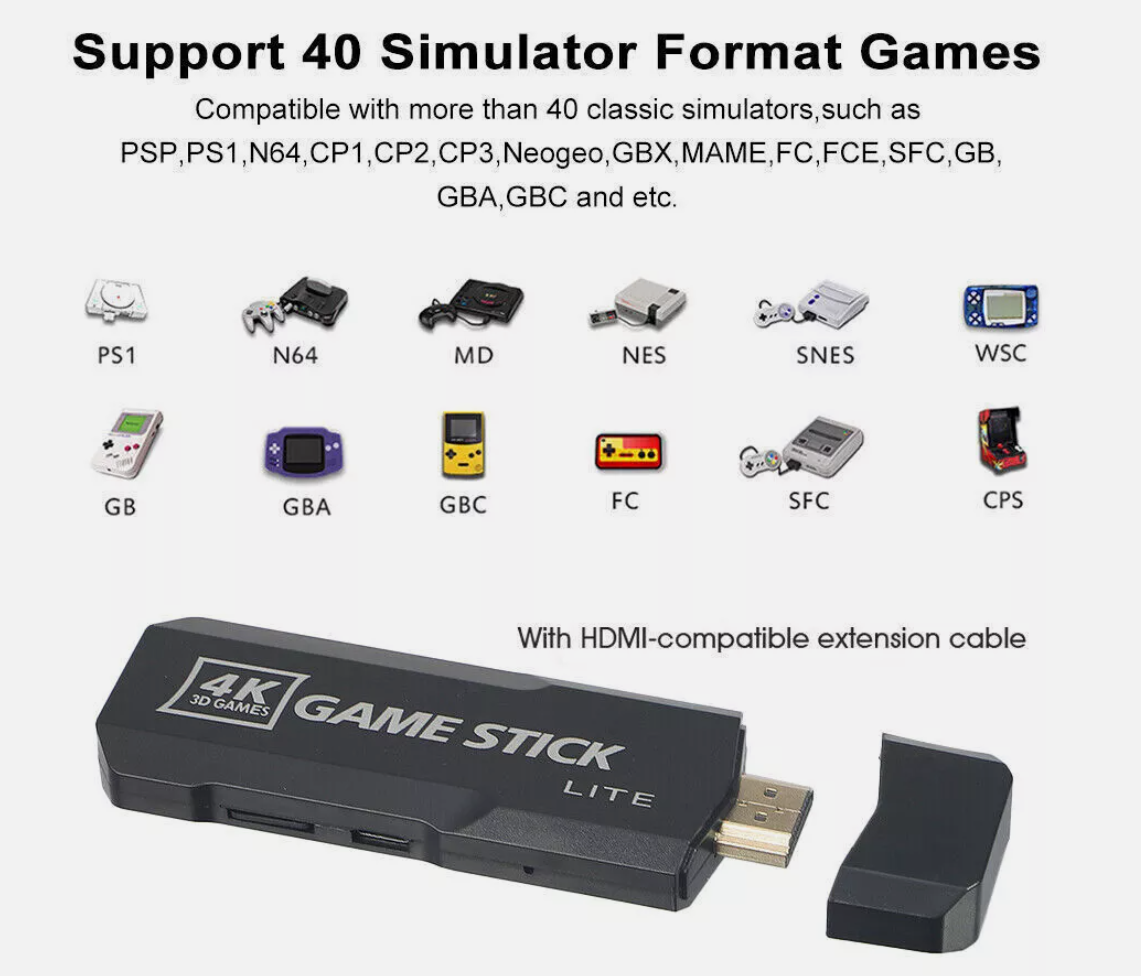 Support 40 Simulator Format Games
Compatible with more than 40 classic simulators,such as
PSP,PS1,N64,CP1,CP2,CP3,Neogeo,GBX,MAME,FC,FCE,SFC,GB,
GBA,GBC and etc.
PS1 N64 MD NES SNES WSC
GB GBA GBC FC SFC CPS
With HDMI-compatible extension cable
4K
3D GAMES
GAME STICK
LITE